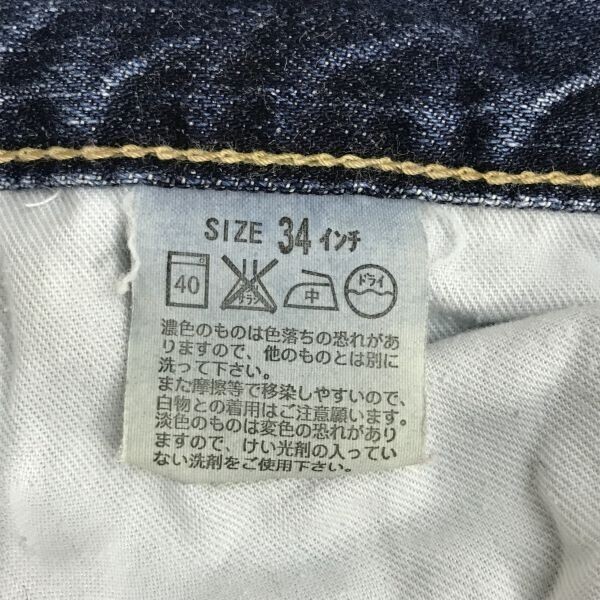 SIZE 34 インチ
40 サラシ 中 ドライ
濃色のものは色落ちの恐れがあ
りますので、他のものとは別に
洗って下さい。
また摩擦等で移染しやすいので、
白物との着用はご注意願います。
淡色のものは変色の恐れがあり
ますので、けい光剤の入ってい
ない洗剤をご使用下さい。